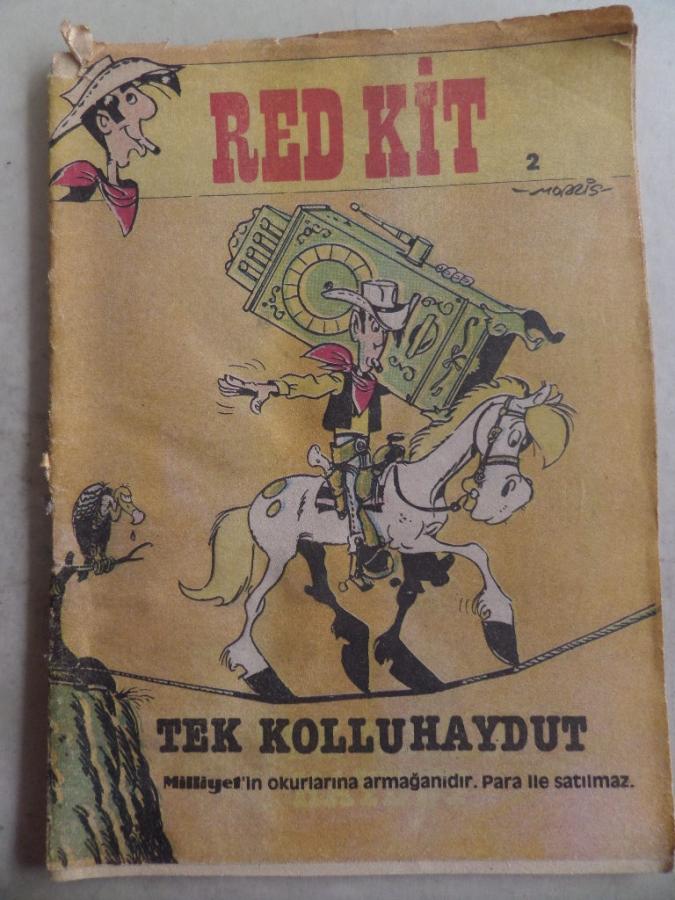 RED KİT
2
MORRIS
TEK KOLLUHAYDUT
Milliyet'in okurlarına armağanıdır. Para ile satılmaz.